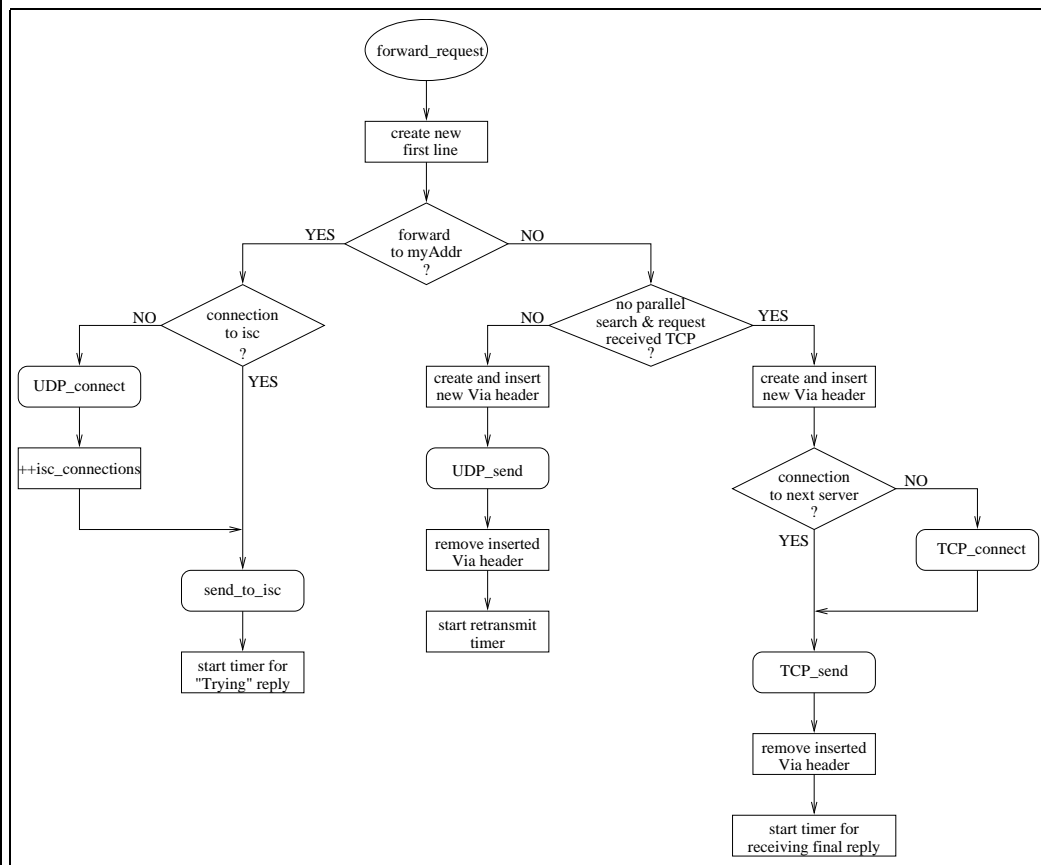 forward_request
create new
first line
YES
forward
to myAddr
?
NO
NO
connection
to isc
?
YES
UDP_connect
++isc_connections
send_to_isc
start timer for
"Trying" reply
NO
no parallel
search & request
received TCP
?
YES
create and insert
new Via header
UDP_send
remove inserted
Via header
start retransmit
timer
create and insert
new Via header
connection
to next server
?
NO
YES
TCP_connect
TCP_send
remove inserted
Via header
start timer for
receiving final reply